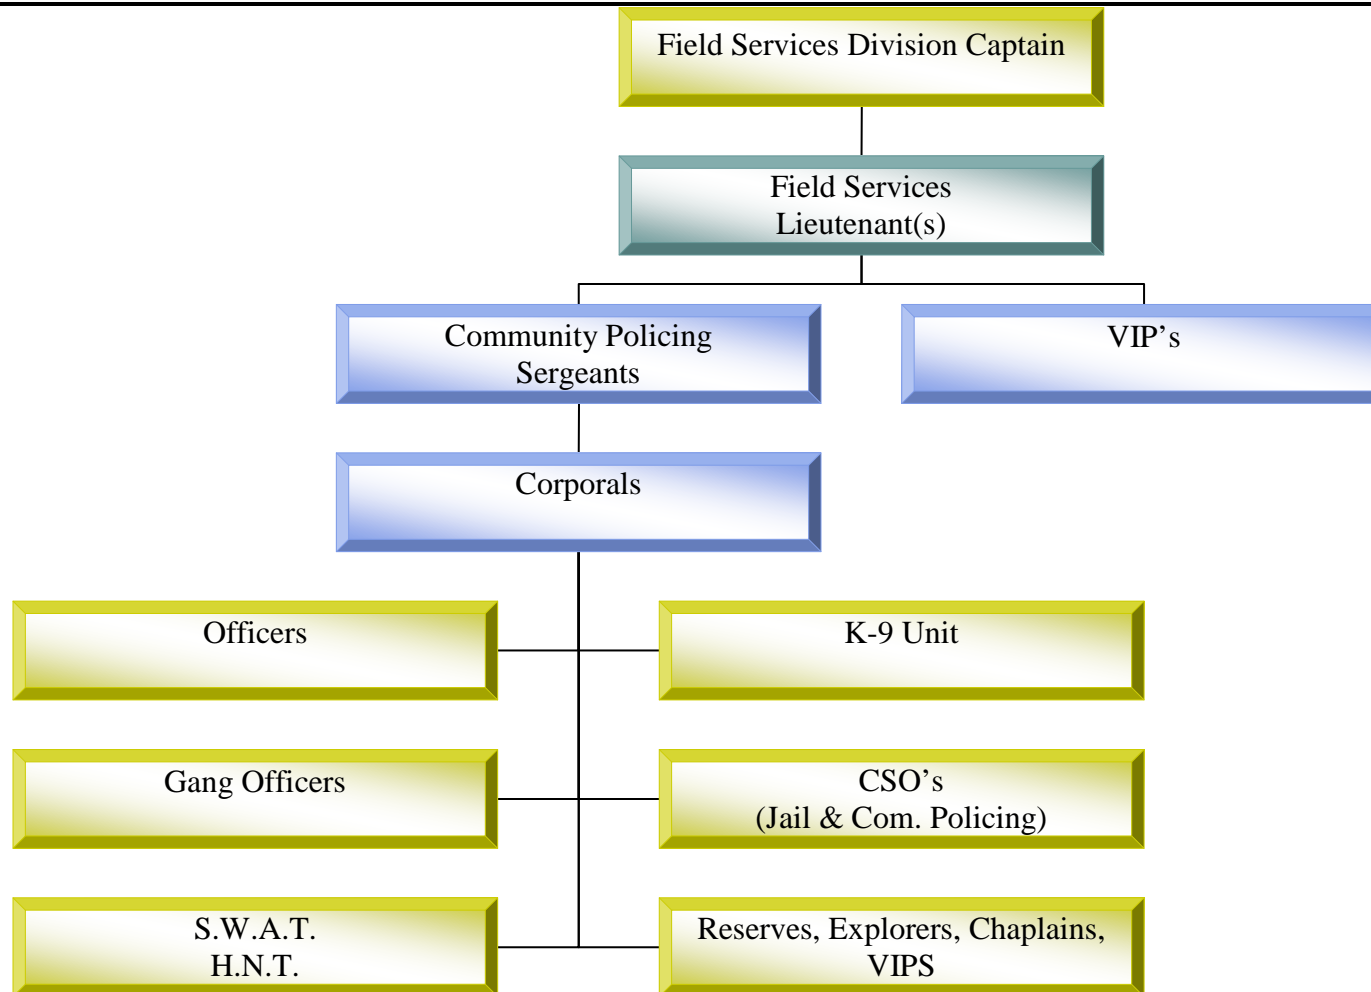 Field Services Division Captain
Field Services
Lieutenant(s)
Community Policing
Sergeants
VIP’s
Corporals
Officers
K-9 Unit
Gang Officers
CSO’s
(Jail & Com. Policing)
S.W.A.T.
H.N.T.
Reserves, Explorers, Chaplains,
VIPS